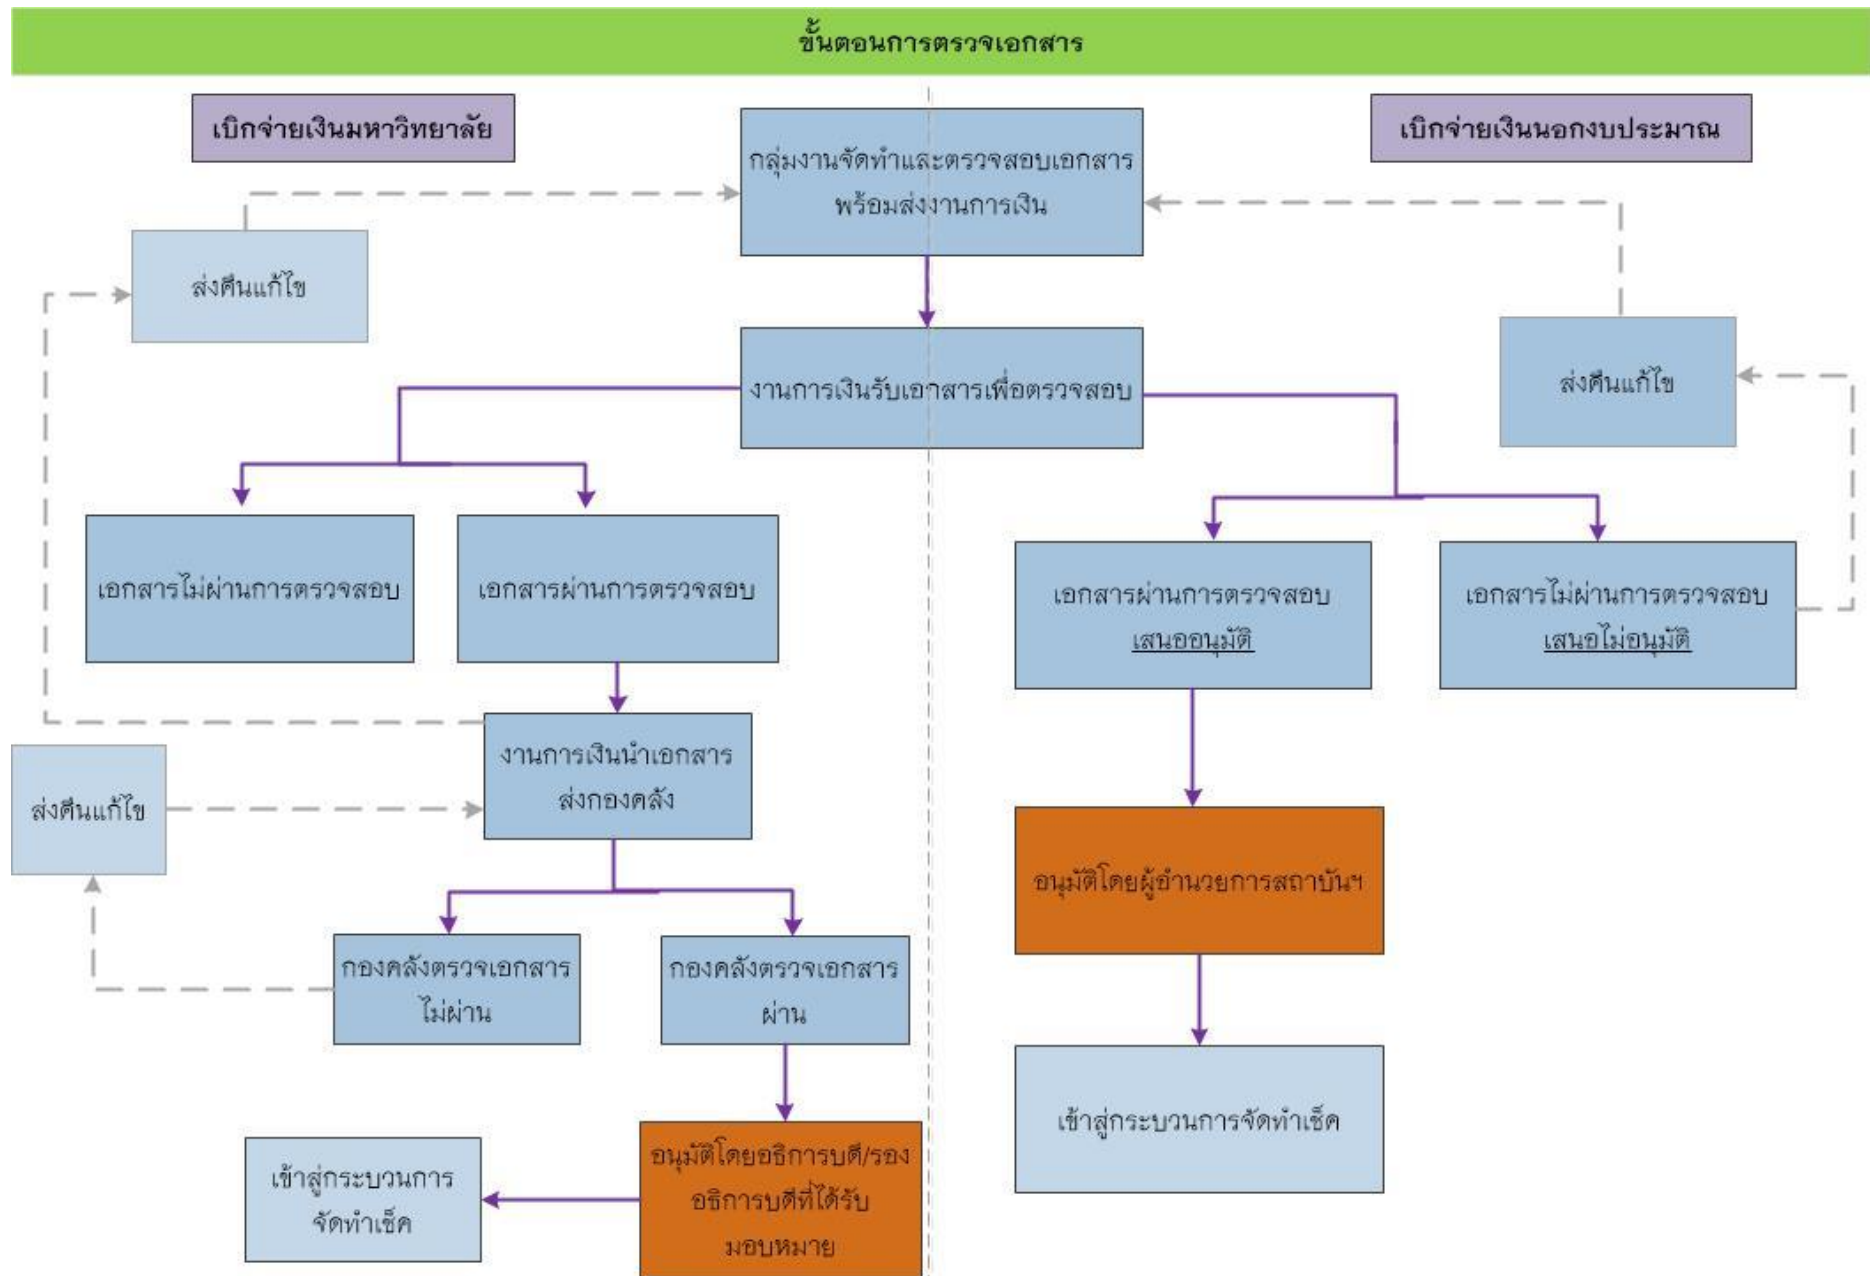 ขั้นตอนการตรวจเอกสาร
เบิกจ่ายเงินมหาวิทยาลัย
เบิกจ่ายเงินนอกงบประมาณ
กลุ่มงานจัดทำและตรวจสอบเอกสาร
พร้อมส่งงานการเงิน
ส่งคืนแก้ไข
งานการเงินรับเอกสารเพื่อตรวจสอบ
ส่งคืนแก้ไข
เอกสารไม่ผ่านการตรวจสอบ
เอกสารผ่านการตรวจสอบ
เอกสารผ่านการตรวจสอบ
เสนออนุมัติ
เอกสารไม่ผ่านการตรวจสอบ
เสนอไม่อนุมัติ
งานการเงินนำเอกสาร
ส่งกองคลัง
ส่งคืนแก้ไข
อนุมัติโดยผู้อำนวยการสถาบันฯ
กองคลังตรวจเอกสาร
ไม่ผ่าน
กองคลังตรวจเอกสาร
ผ่าน
เข้าสู่กระบวนการจัดทำเช็ค
เข้าสู่กระบวนการ
จัดทำเช็ค
อนุมัติโดยอธิการบดี/รอง
อธิการบดีที่ได้รับ
มอบหมาย